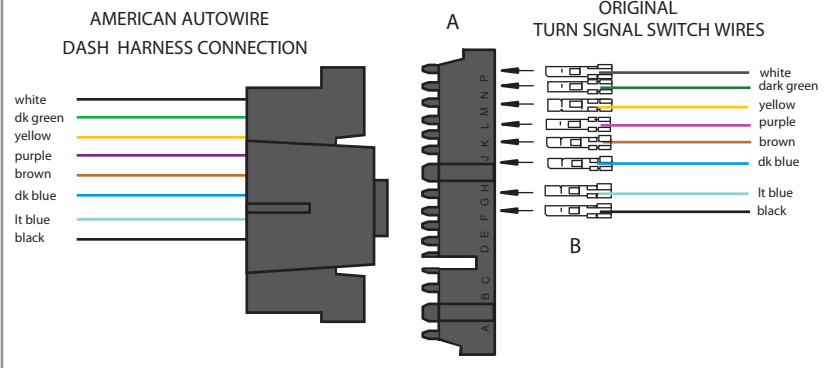 AMERICAN AUTOWIRE
DASH HARNESS CONNECTION
white
dk green
yellow
purple
brown
dk blue
lt blue
black
A
P
N
M
L
K
J
H
G
F
E
D
C
B
A
ORIGINAL
TURN SIGNAL SWITCH WIRES
white
dark green
yellow
purple
brown
dk blue
lt blue
black
B